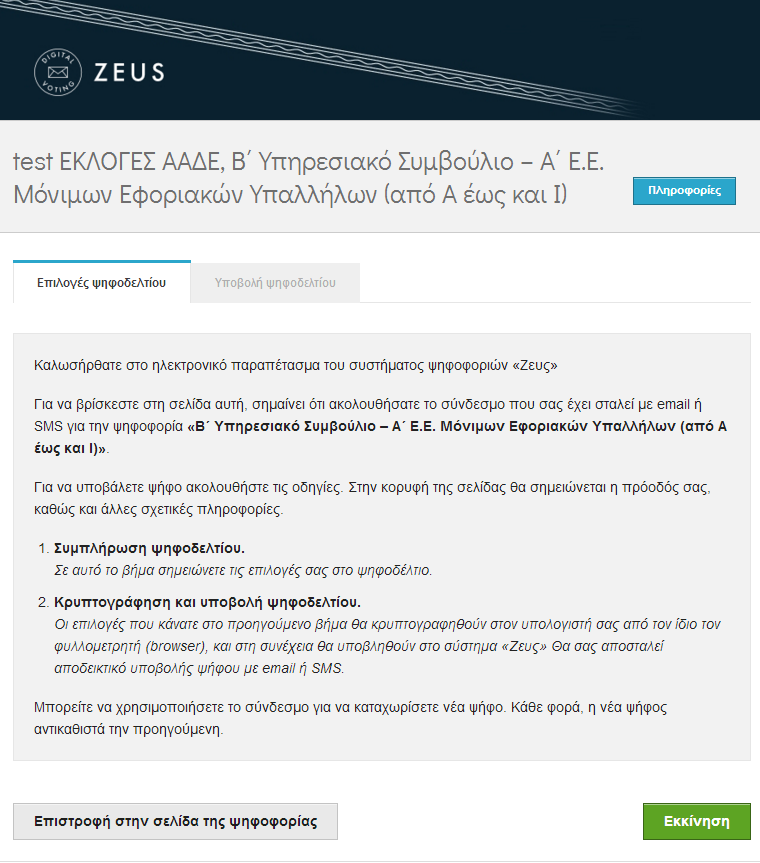 DIGITAL VOTING
ZEUS
test ΕΚΛΟΓΕΣ ΑΑΔΕ, Β΄ Υπηρεσιακό Συμβούλιο – Α΄ Ε.Ε.
Μόνιμων Εφοριακών Υπαλλήλων (από Α έως και Ι)
Πληροφορίες
Επιλογές ψηφοδελτίου
Υποβολή ψηφοδελτίου
Καλωσήρθατε στο ηλεκτρονικό παραπέτασμα του συστήματος ψηφοφοριών «Ζευς»
Για να βρίσκεστε στη σελίδα αυτή, σημαίνει ότι ακολουθήσατε το σύνδεσμο που σας έχει σταλεί με email ή
SMS για την ψηφοφορία «Β΄ Υπηρεσιακό Συμβούλιο – Α΄ Ε.Ε. Μόνιμων Εφοριακών Υπαλλήλων (από Α
έως και Ι)».
Για να υποβάλετε ψήφο ακολουθήστε τις οδηγίες. Στην κορυφή της σελίδας θα σημειώνεται η πρόοδός σας,
καθώς και άλλες σχετικές πληροφορίες.
1. Συμπλήρωση ψηφοδελτίου.
Σε αυτό το βήμα σημειώνετε τις επιλογές σας στο ψηφοδέλτιο.
2. Κρυπτογράφηση και υποβολή ψηφοδελτίου.
Οι επιλογές που κάνατε στο προηγούμενο βήμα θα κρυπτογραφηθούν στον υπολογιστή σας από τον ίδιο τον
φυλλομετρητή (browser), και στη συνέχεια θα υποβληθούν στο σύστημα «Ζευς» Θα σας αποσταλεί
αποδεικτικό υποβολής ψήφου με email ή SMS.
Μπορείτε να χρησιμοποιήσετε το σύνδεσμο για να καταχωρίσετε νέα ψήφο. Κάθε φορά, η νέα ψήφος
αντικαθιστά την προηγούμενη.
Επιστροφή στην σελίδα της ψηφοφορίας
Εκκίνηση